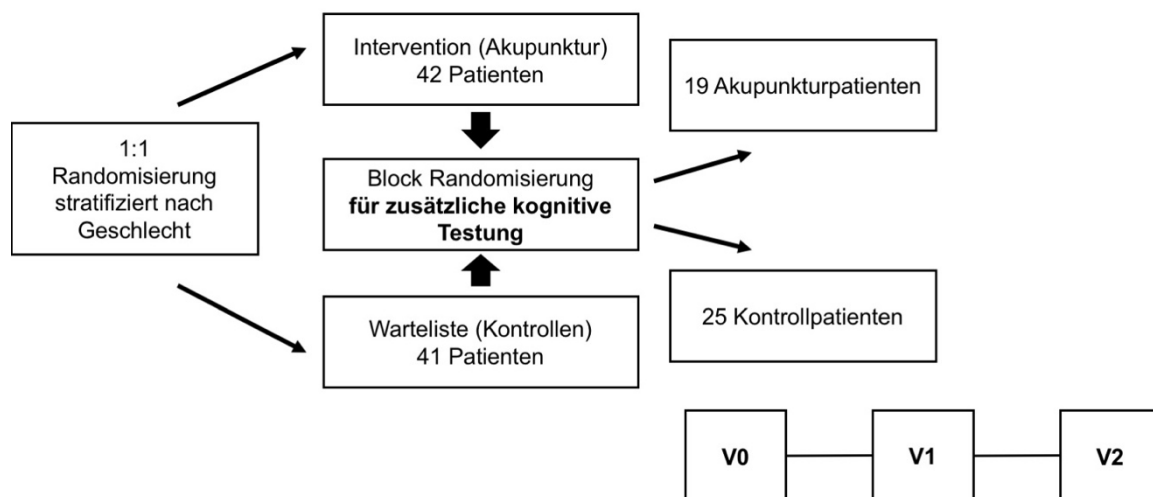 1:1
Randomisierung
stratifiziert nach
Geschlecht
Intervention (Akupunktur)
42 Patienten
Block Randomisierung
für zusätzliche kognitive
Testung
Warteliste (Kontrollen)
41 Patienten
19 Akupunkturpatienten
25 Kontrollpatienten
V0
V1
V2